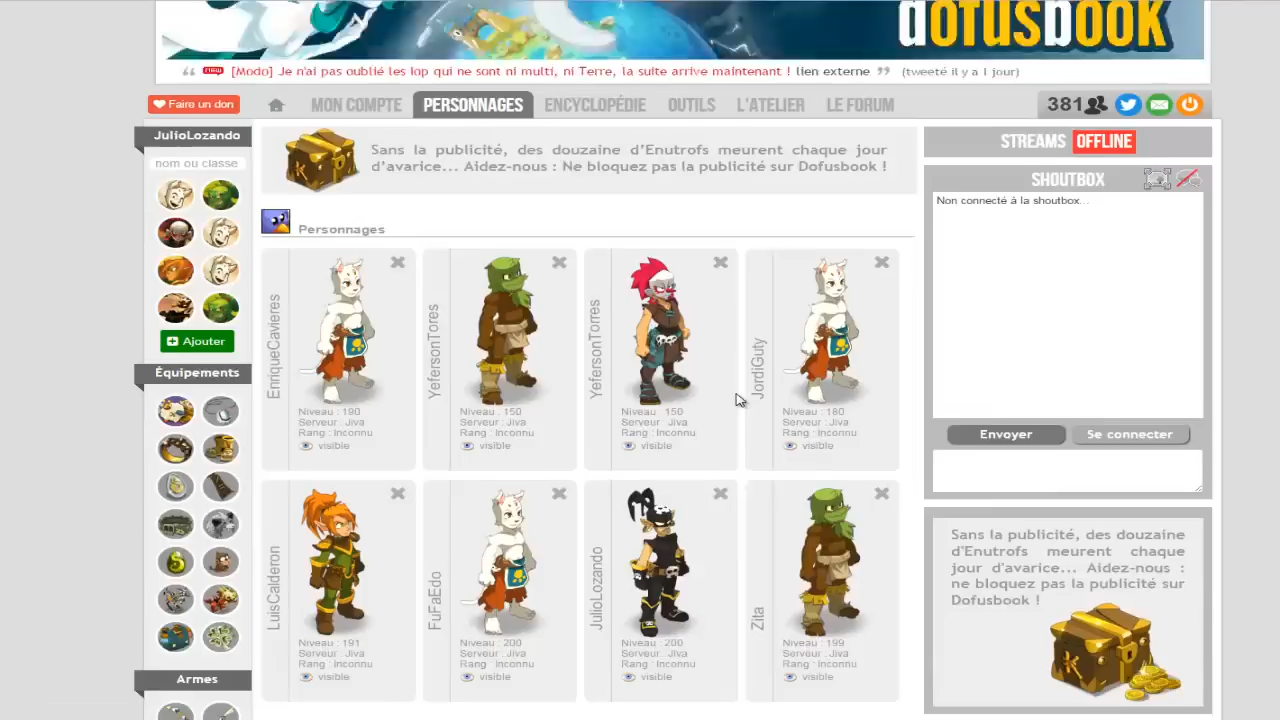 dofusbook
NEW [Modo] Je n'ai pas oublié les Iop qui ne sont ni multi, ni Terre, la suite arrive maintenant ! lien externe (tweeté il y a 1 jour)
Faire un don
MON COMPTE
PERSONNAGES
ENCYCLOPÉDIE
OUTILS
L'ATELIER
LE FORUM
381
JulioLozando
nom ou classe
Ajouter
Équipements
Armes
Sans la publicité, des douzaine d'Enutrofs meurent chaque jour
d'avarice... Aidez-nous : Ne bloquez pas la publicité sur Dofusbook !
Personnages
EnriqueCavieres
Niveau : 190
Serveur : Jiva
Rang : Inconnu
visible
YefersonTores
Niveau : 150
Serveur : Jiva
Rang : Inconnu
visible
YefersonTorres
Niveau : 150
Serveur : Jiva
Rang : Inconnu
visible
JordiGuty
Niveau : 180
Serveur : Jiva
Rang : Inconnu
visible
LuisCalderon
Niveau : 191
Serveur : Jiva
Rang : Inconnu
visible
FuFaEdo
Niveau : 200
Serveur : Jiva
Rang : Inconnu
visible
JulioLozando
Niveau : 200
Serveur : Jiva
Rang : Inconnu
visible
Zita
Niveau : 199
Serveur : Jiva
Rang : Inconnu
visible
STREAMS OFFLINE
SHOUTBOX
Non connecté à la shoutbox...
Envoyer
Se connecter
Sans la publicité, des douzaine
d'Enutrofs meurent chaque
jour d'avarice... Aidez-nous :
ne bloquez pas la publicité sur
Dofusbook !